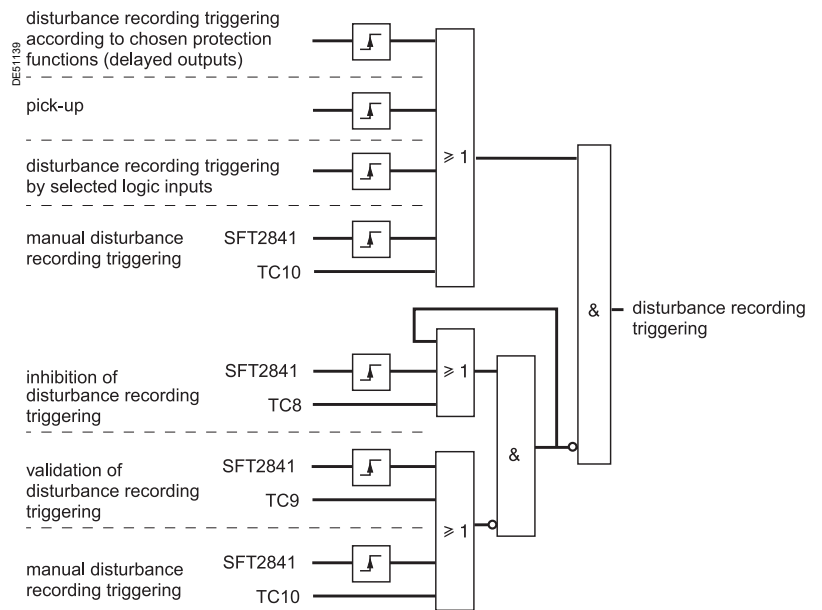 DE51139
disturbance recording triggering
according to chosen protection
functions (delayed outputs)
pick-up
disturbance recording triggering
by selected logic inputs
manual disturbance
recording triggering
SFT2841
TC10
≥ 1
&
disturbance recording
triggering
inhibition of
disturbance recording
triggering
SFT2841
TC8
≥ 1
&
validation of
disturbance recording
triggering
SFT2841
TC9
≥ 1
manual disturbance
recording triggering
SFT2841
TC10